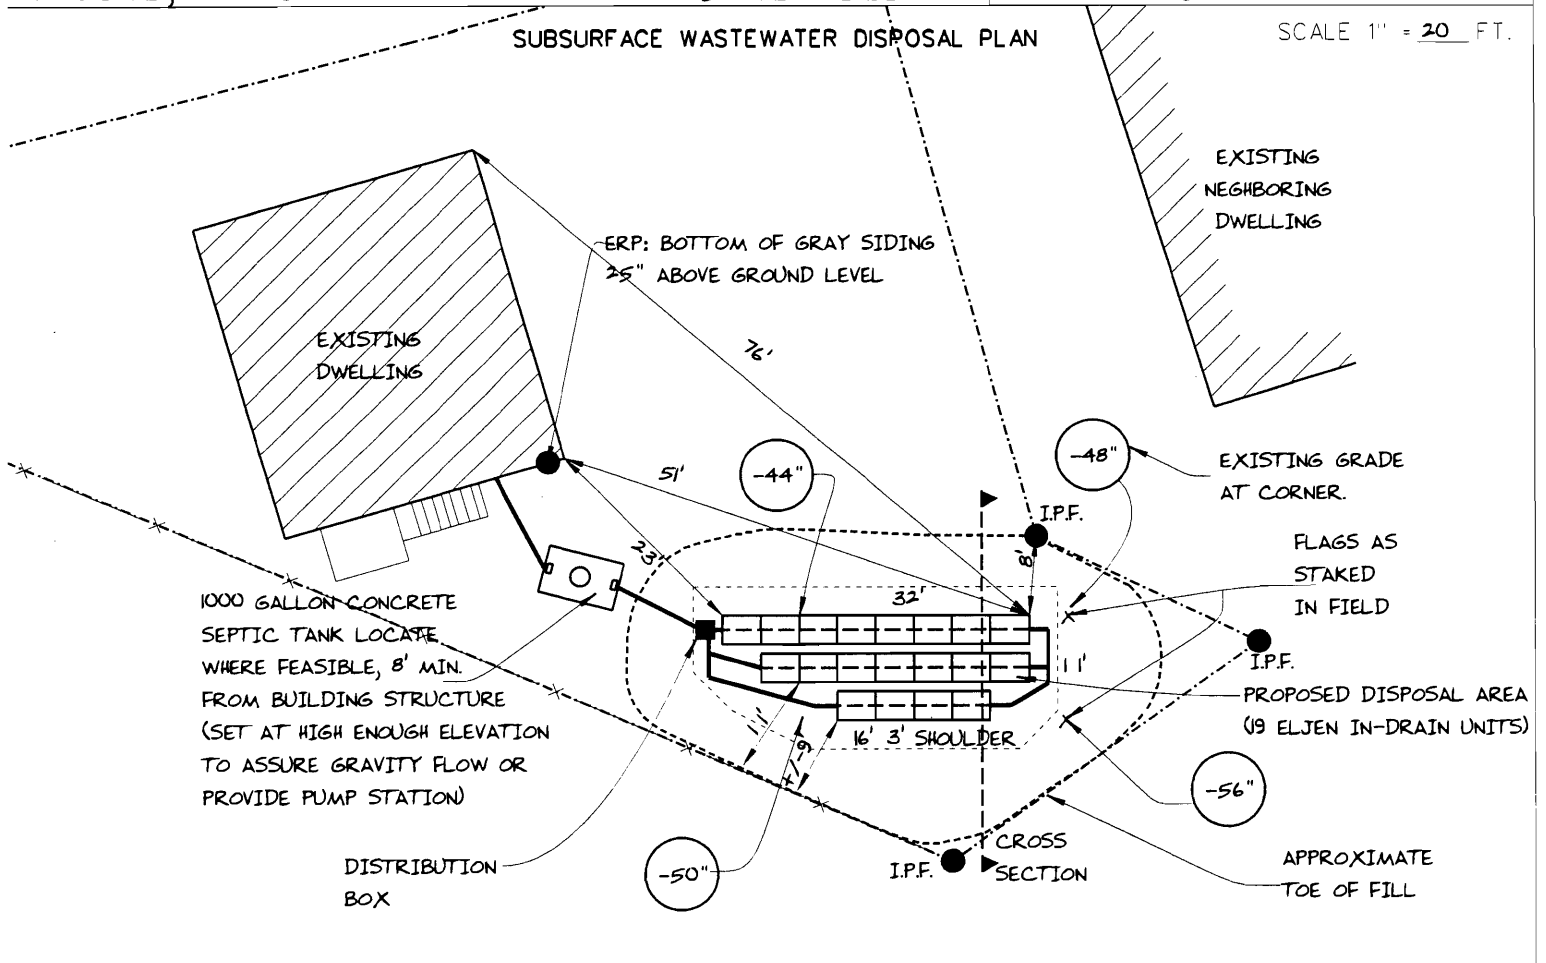 SUBSURFACE WASTEWATER DISPOSAL PLAN
SCALE 1" = 20 FT.
EXISTING
NEGHBORING
DWELLING
ERP: BOTTOM OF GRAY SIDING
25" ABOVE GROUND LEVEL
EXISTING
DWELLING
76'
51'
-44"
-48"
EXISTING GRADE
AT CORNER.
I.P.F.
23'
8'
FLAGS AS
STAKED
IN FIELD
32'
1000 GALLON CONCRETE
SEPTIC TANK LOCATE
WHERE FEASIBLE, 8' MIN.
FROM BUILDING STRUCTURE
(SET AT HIGH ENOUGH ELEVATION
TO ASSURE GRAVITY FLOW OR
PROVIDE PUMP STATION)
11'
I.P.F.
PROPOSED DISPOSAL AREA
(19 ELJEN IN-DRAIN UNITS)
11'
16' 3' SHOULDER
+/-9'
-56"
CROSS
SECTION
DISTRIBUTION
BOX
-50"
I.P.F.
APPROXIMATE
TOE OF FILL